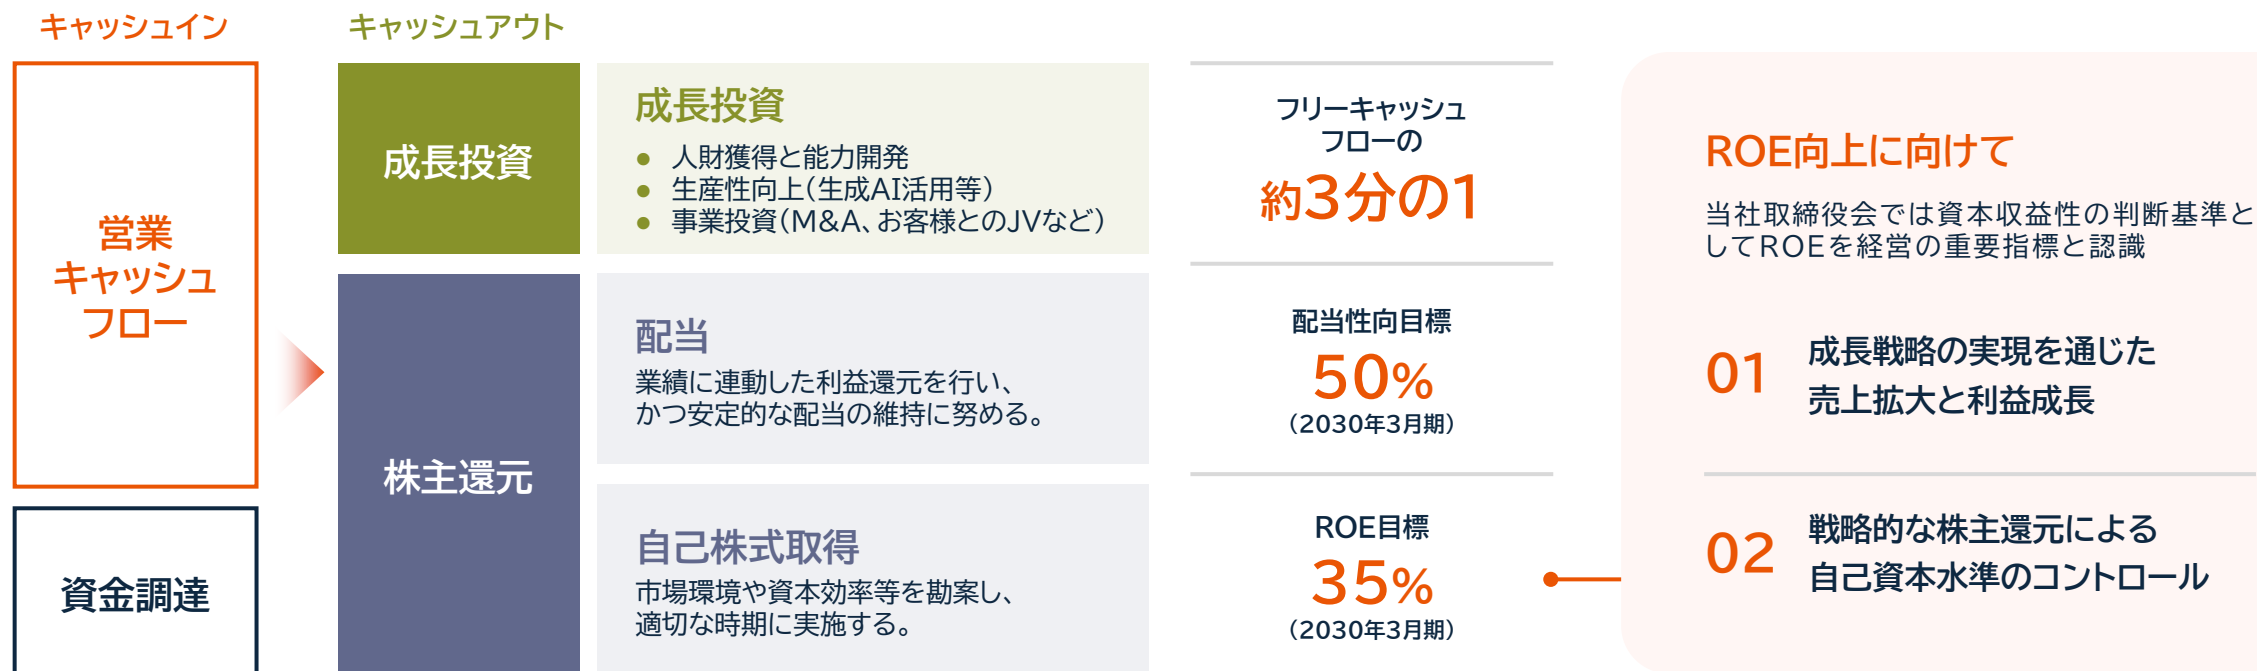 キャッシュイン
キャッシュアウト
営業
キャッシュ
フロー
資金調達
成長投資
株主還元
成長投資
● 人財獲得と能力開発
● 生産性向上（生成AI活用等）
● 事業投資（M&A、お客様とのJVなど）
配当
業績に連動した利益還元を行い、
かつ安定的な配当の維持に努める。
自己株式取得
市場環境や資本効率等を勘案し、
適切な時期に実施する。
フリーキャッシュ
フローの
約3分の1
配当性向目標
50%
（2030年3月期）
ROE目標
35%
（2030年3月期）
ROE向上に向けて
当社取締役会では資本収益性の判断基準と
してROEを経営の重要指標と認識
01
成長戦略の実現を通じた
売上拡大と利益成長
02
戦略的な株主還元による
自己資本水準のコントロール